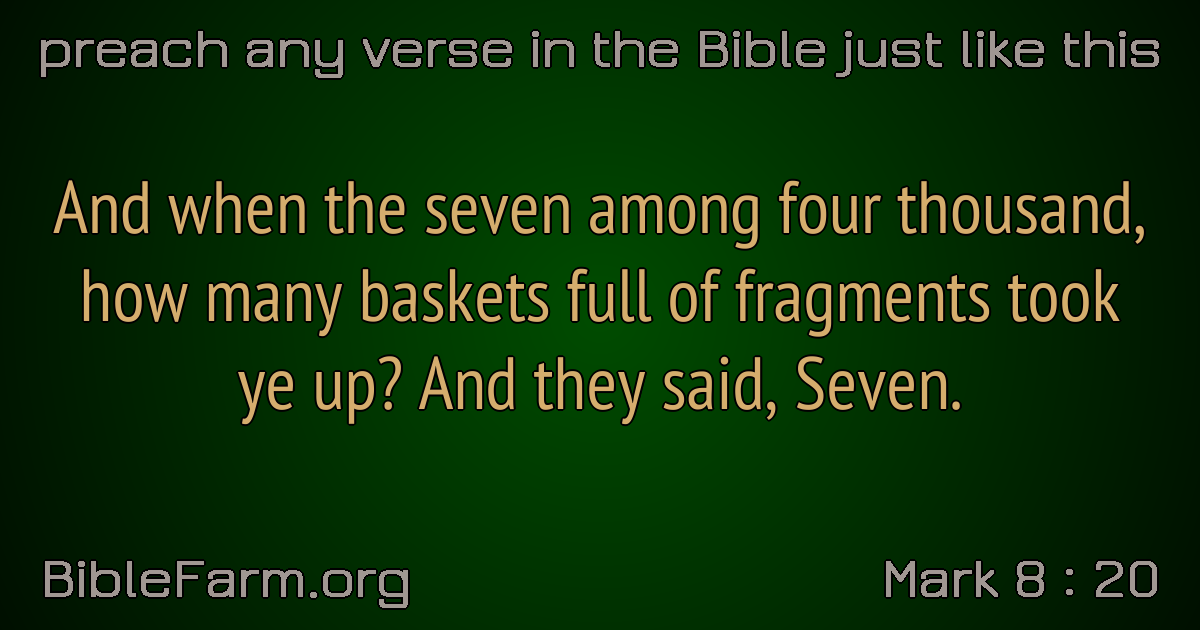 preach any verse in the Bible just like this
And when the seven among four thousand,
how many baskets full of fragments took
ye up? And they said, Seven.
BibleFarm.org
Mark 8 : 20